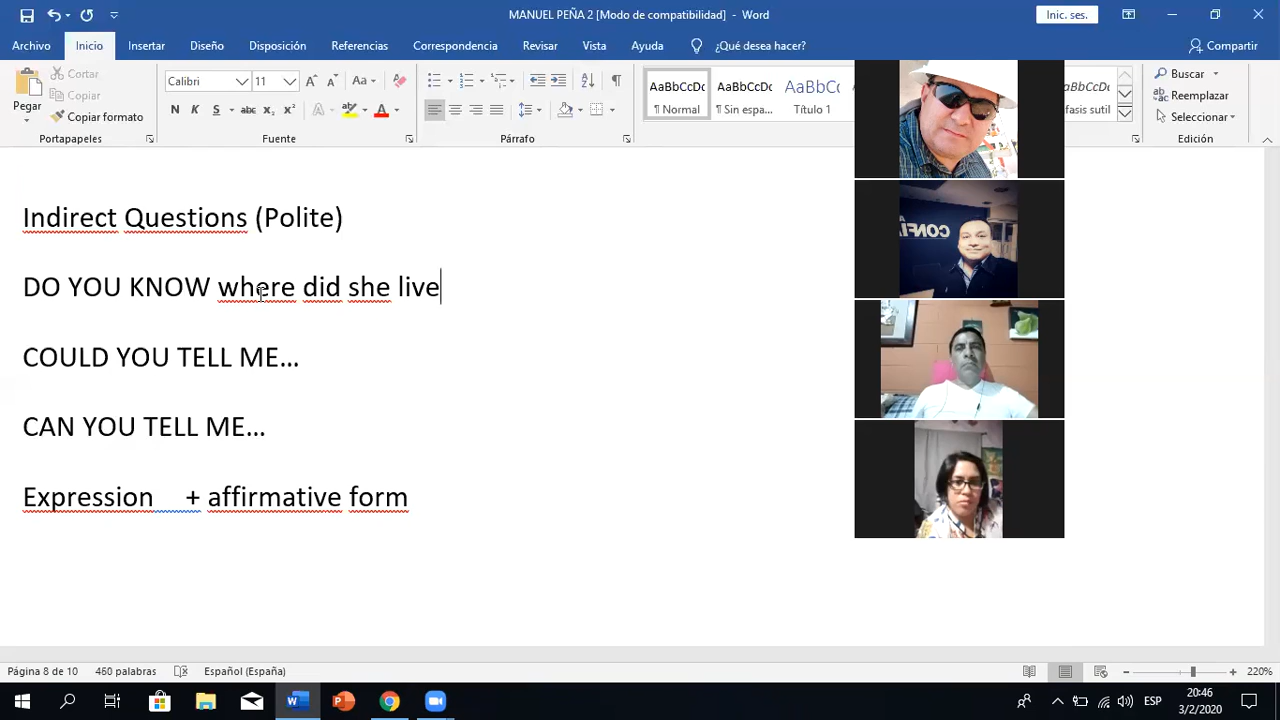 MANUEL PEÑA 2 [Modo de compatibilidad] - Word
Inic. ses.
Archivo Inicio Insertar Diseño Disposición Referencias Correspondencia Revisar Vista Ayuda ¿Qué desea hacer? Compartir
Pegar
Cortar
Copiar
Copiar formato
Portapapeles
Calibri 11
Fuente
Párrafo
AaBbCcDc AaBbCcDc AaBbCc
¶ Normal ¶ Sin espa... Título 1
Buscar
Reemplazar
Seleccionar
Edición
Indirect Questions (Polite)
DO YOU KNOW where did she live
COULD YOU TELL ME...
CAN YOU TELL ME...
Expression + affirmative form
Página 8 de 10 460 palabras Español (España) 220%
ESP
20:46
3/2/2020